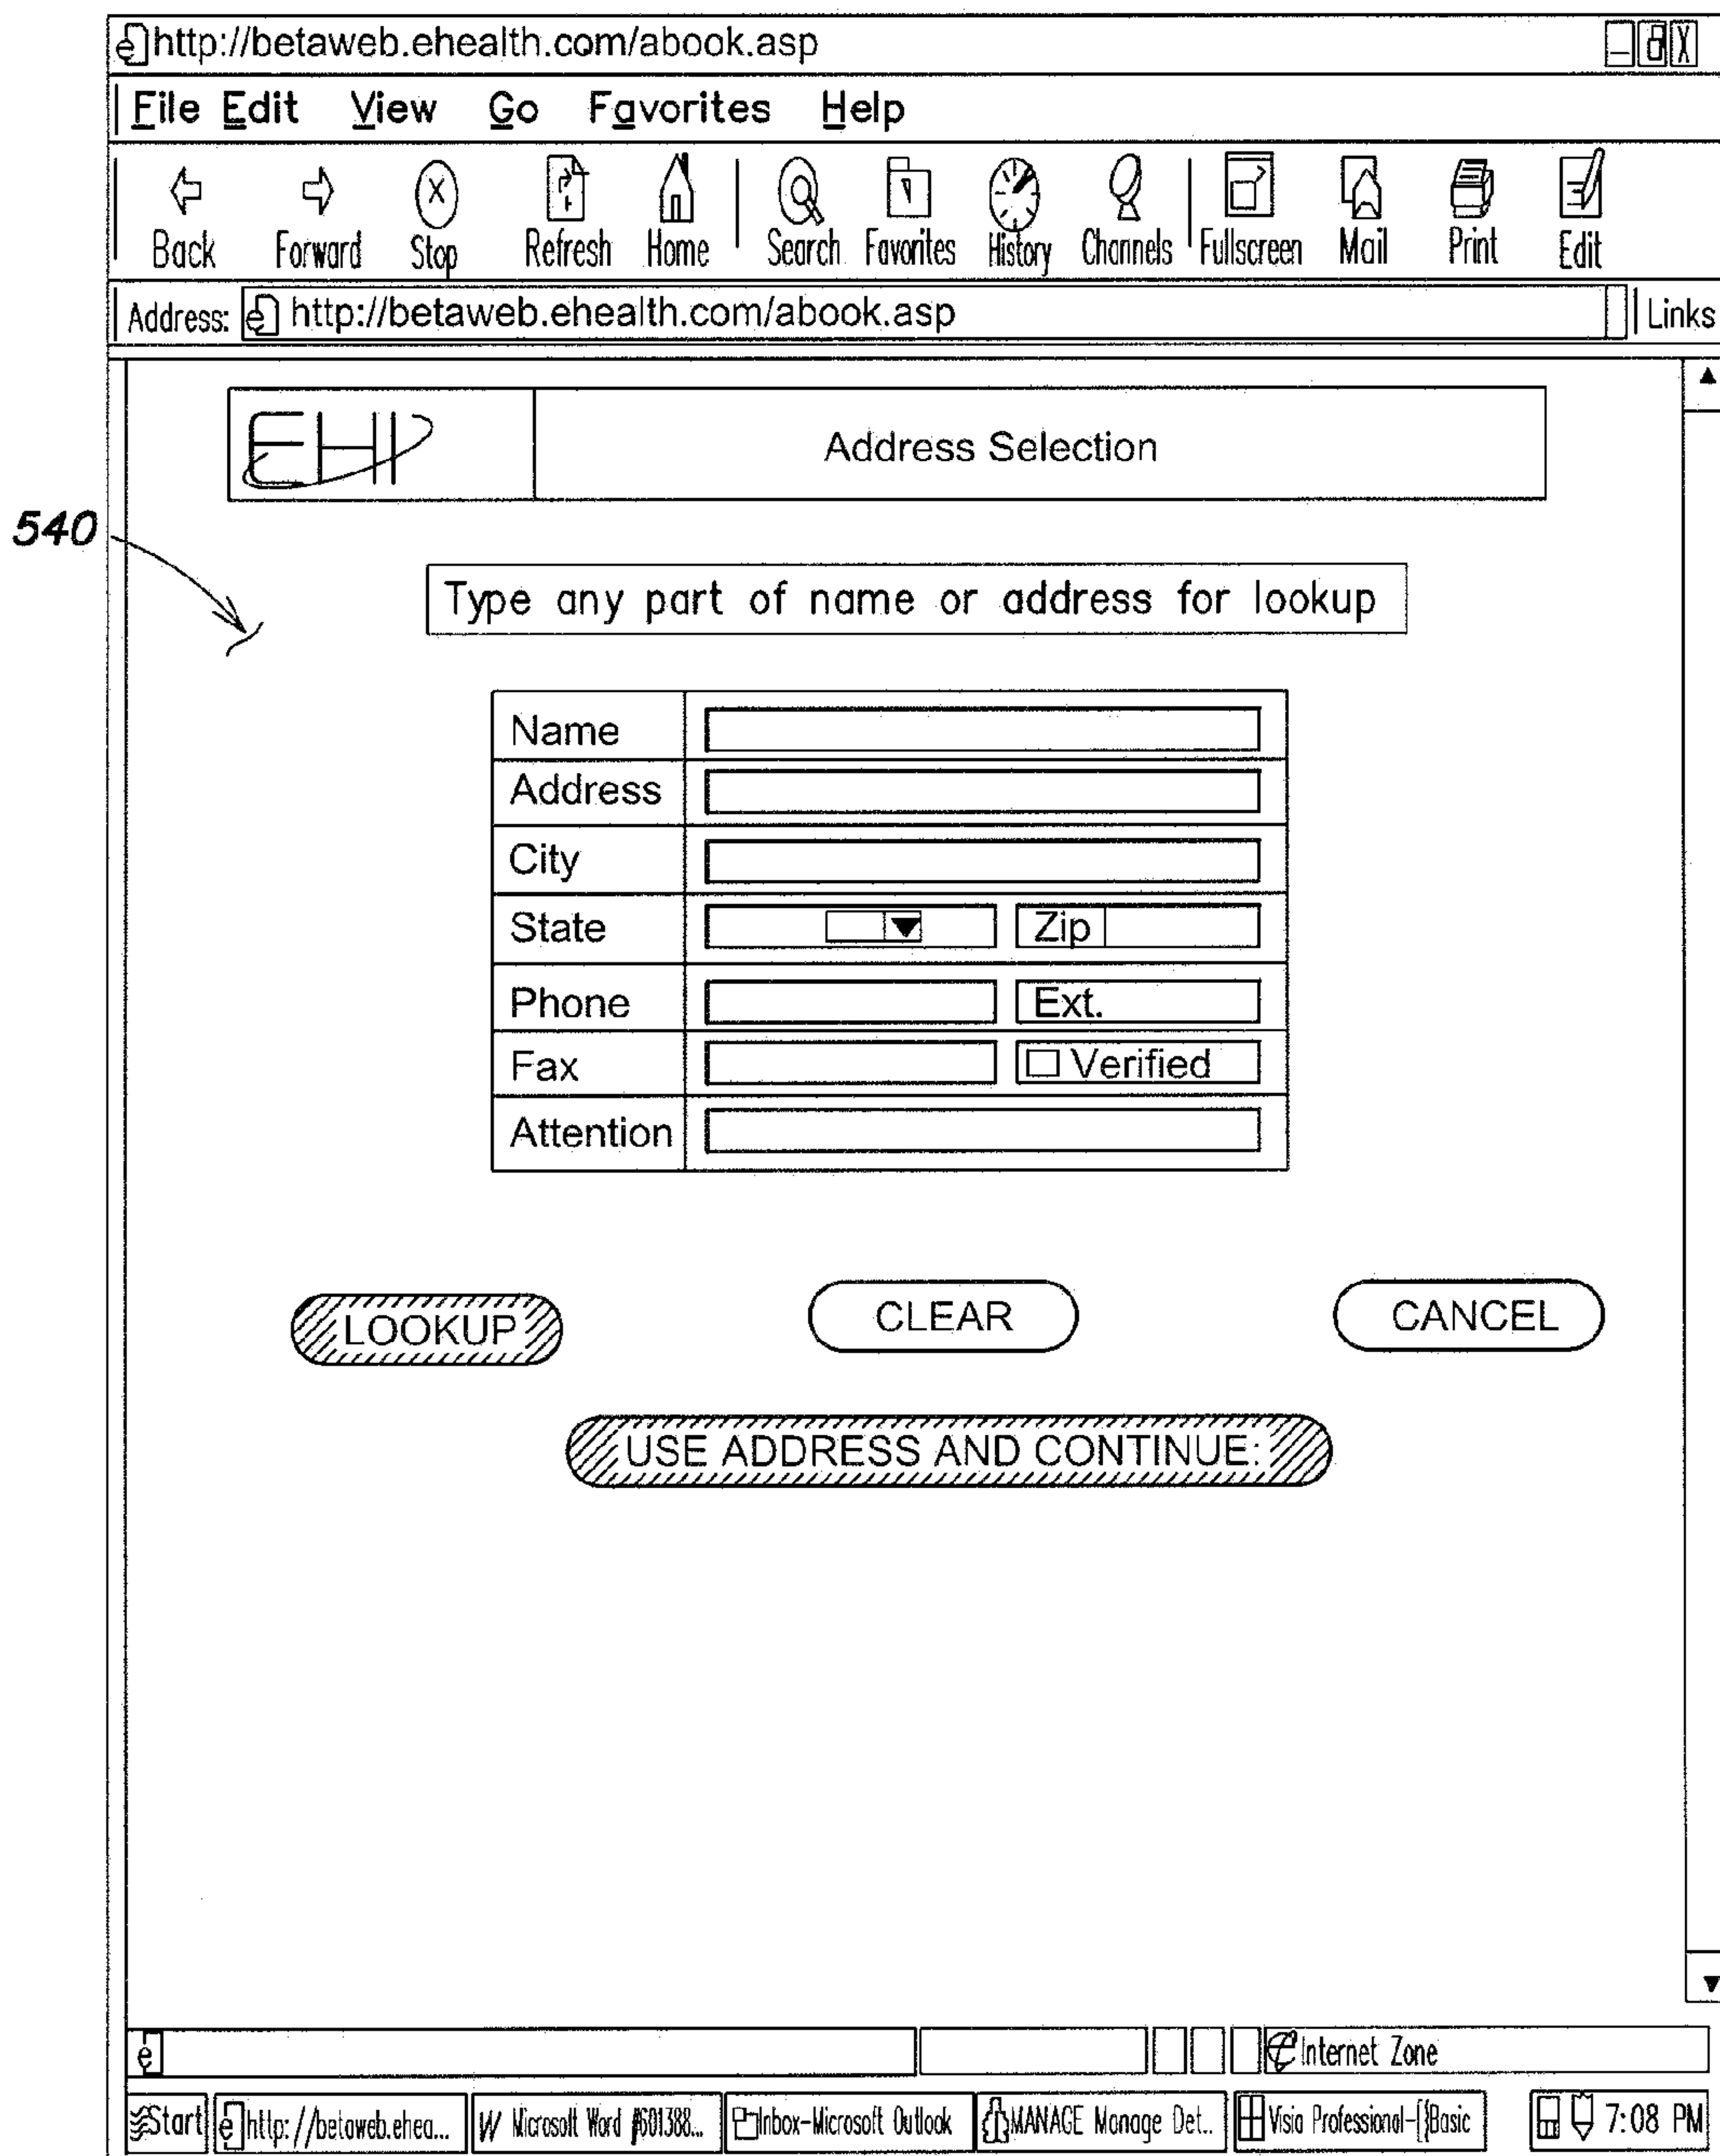 http://betaweb.ehealth.com/abook.asp
File Edit View Go Favorites Help
Back Forward Stop Refresh Home Search Favorites History Channels Fullscreen Mail Print Edit
Address: http://betaweb.ehealth.com/abook.asp Links
EHI Address Selection
540
Type any part of name or address for lookup
Name
Address
City
State Zip
Phone Ext.
Fax Verified
Attention
LOOKUP CLEAR CANCEL
USE ADDRESS AND CONTINUE:
Internet Zone
Start http://betaweb.ehea... W Microsoft Word #601388... Inbox-Microsoft Outlook MANAGE Manage Det.. Visia Professional-[}Basic 7:08 PM